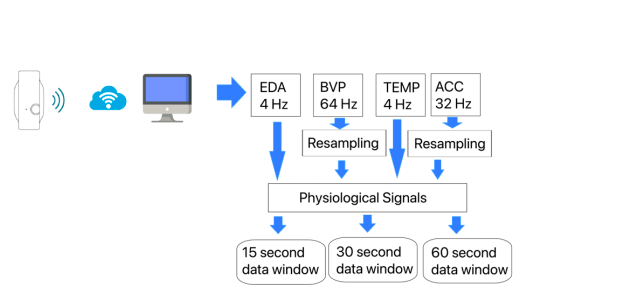 EDA
4 Hz
BVP
64 Hz
TEMP
4 Hz
ACC
32 Hz
Resampling
Resampling
Physiological Signals
15 second
data window
30 second
data window
60 second
data window